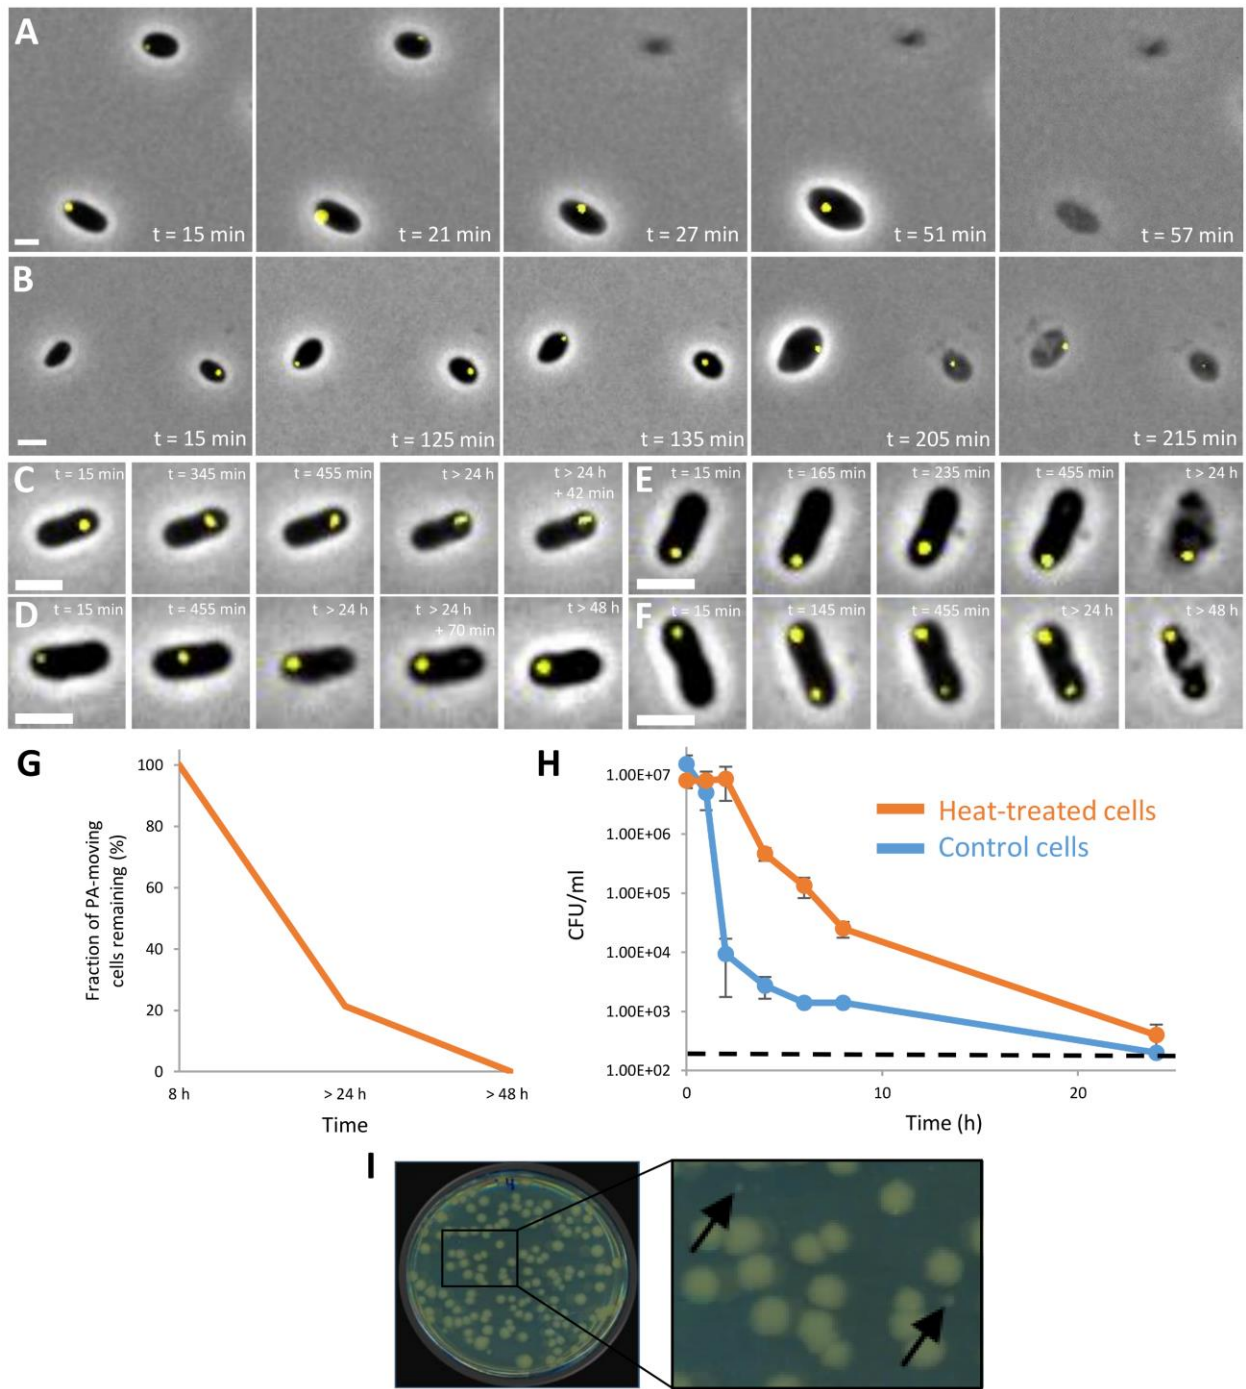 A
t = 15 min
t = 21 min
t = 27 min
t = 51 min
t = 57 min
B
t = 15 min
t = 125 min
t = 135 min
t = 205 min
t = 215 min
C
t = 15 min
t = 345 min
t = 455 min
t > 24 h
t > 24 h
+ 42 min
E
t = 15 min
t = 165 min
t = 235 min
t = 455 min
t > 24 h
D
t = 15 min
t = 455 min
t > 24 h
t > 24 h
+ 70 min
t > 48 h
F
t = 15 min
t = 145 min
t = 455 min
t > 24 h
t > 48 h
G
Fraction of PA-moving
cells remaining (%)
100
80
60
40
20
0
8 h
> 24 h
> 48 h
Time
H
CFU/ml
1.00E+07
1.00E+06
1.00E+05
1.00E+04
1.00E+03
1.00E+02
Heat-treated cells
Control cells
0
10
20
Time (h)
I
4